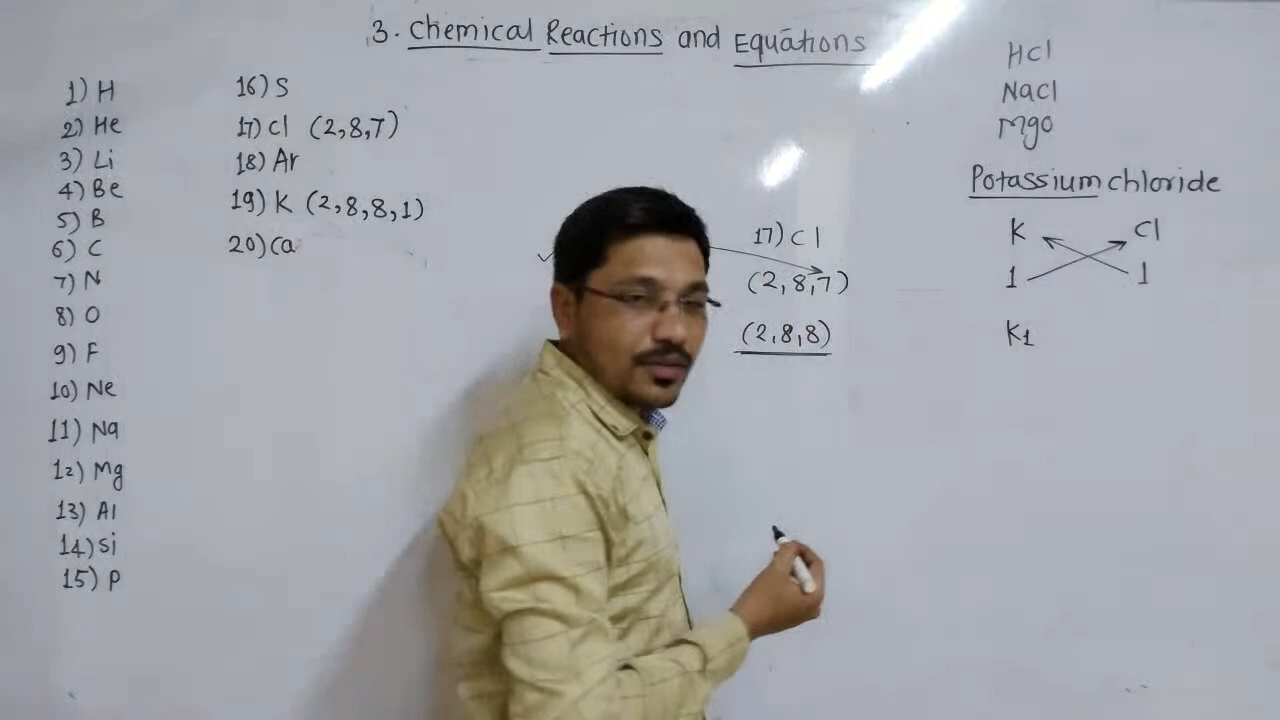 3. Chemical Reactions and Equations
1) H
2) He
3) Li
4) Be
5) B
6) C
7) N
8) O
9) F
10) Ne
11) Na
12) Mg
13) Al
14) Si
15) P
16) S
17) Cl (2,8,7)
18) Ar
19) K (2,8,8,1)
20) Ca
17) Cl
(2,8,7)
(2,8,8)
HCl
NaCl
MgO
Potassium chloride
K Cl
1 1
K1